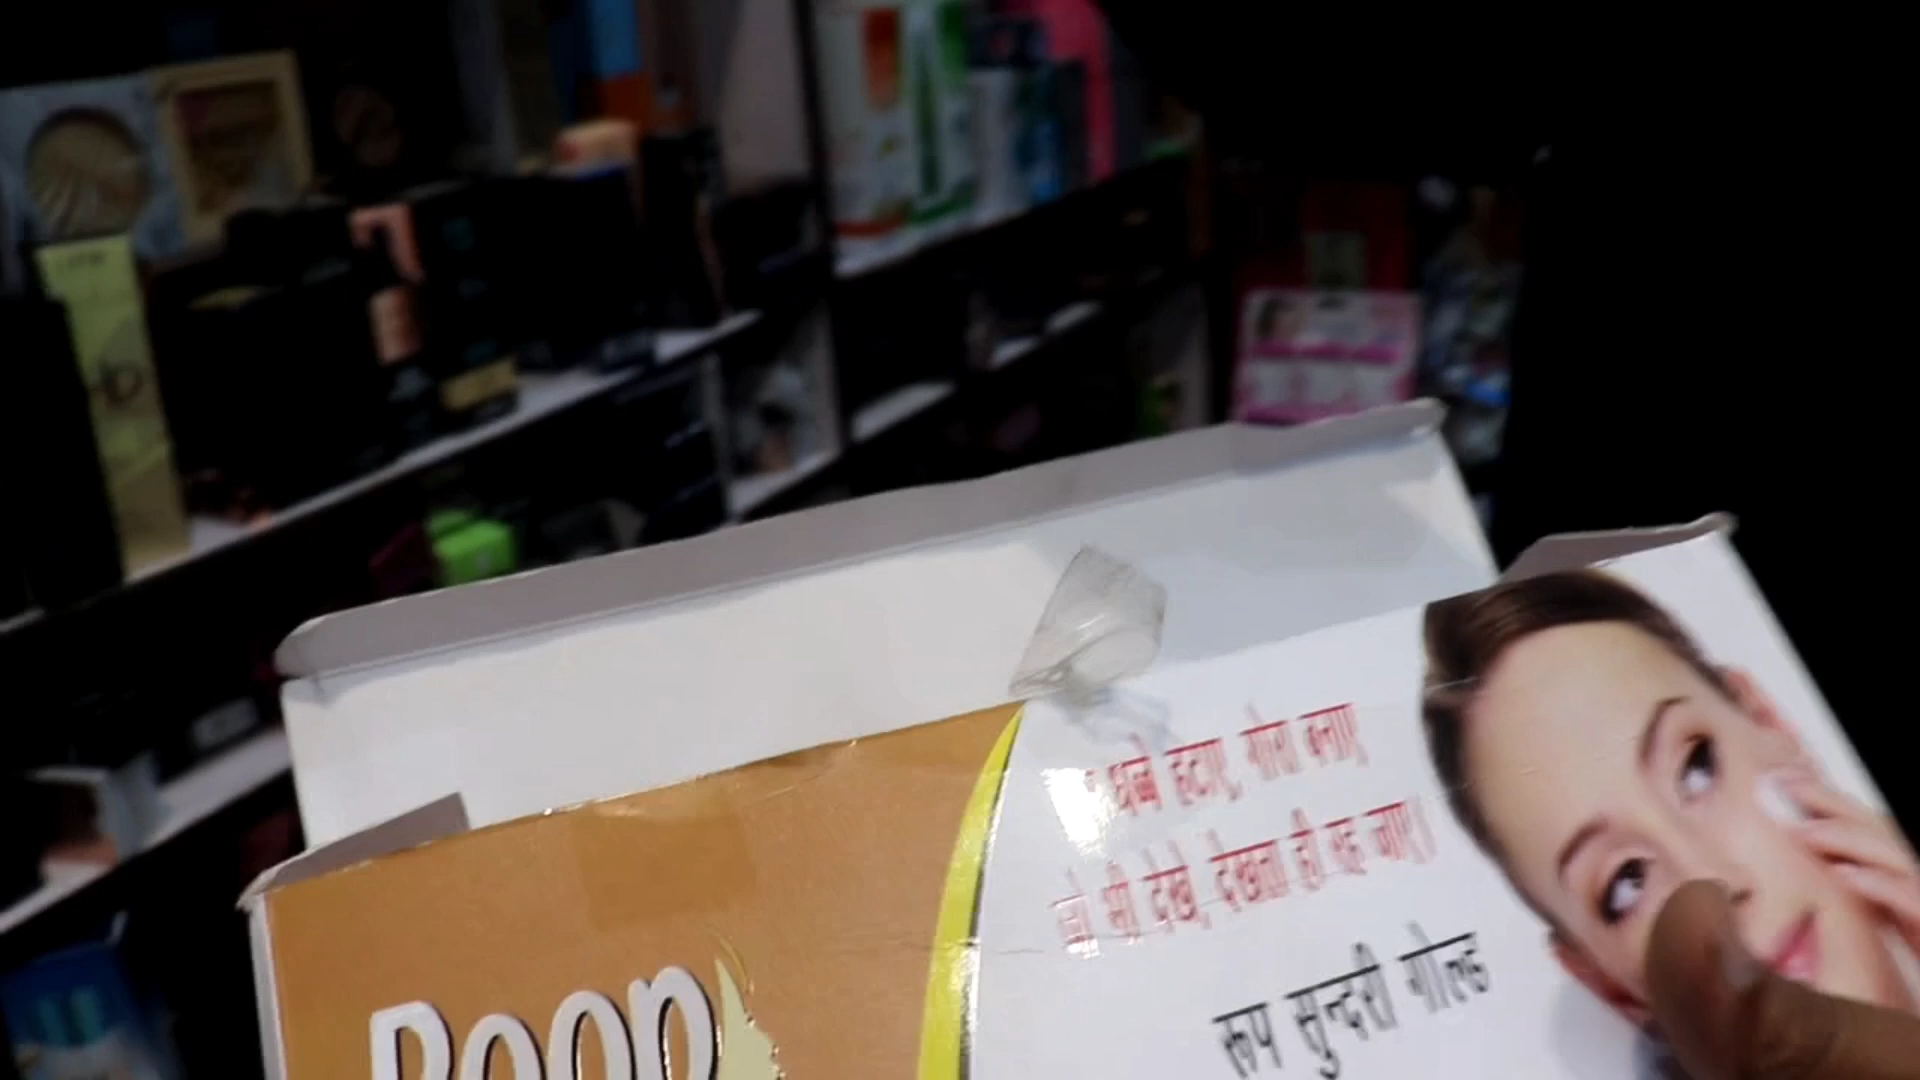 धब्बे हटाए, गोरा बनाए
जो भी देखे, देखता ही रह जाए।
रूप सुन्दरी गोल्ड
Roop